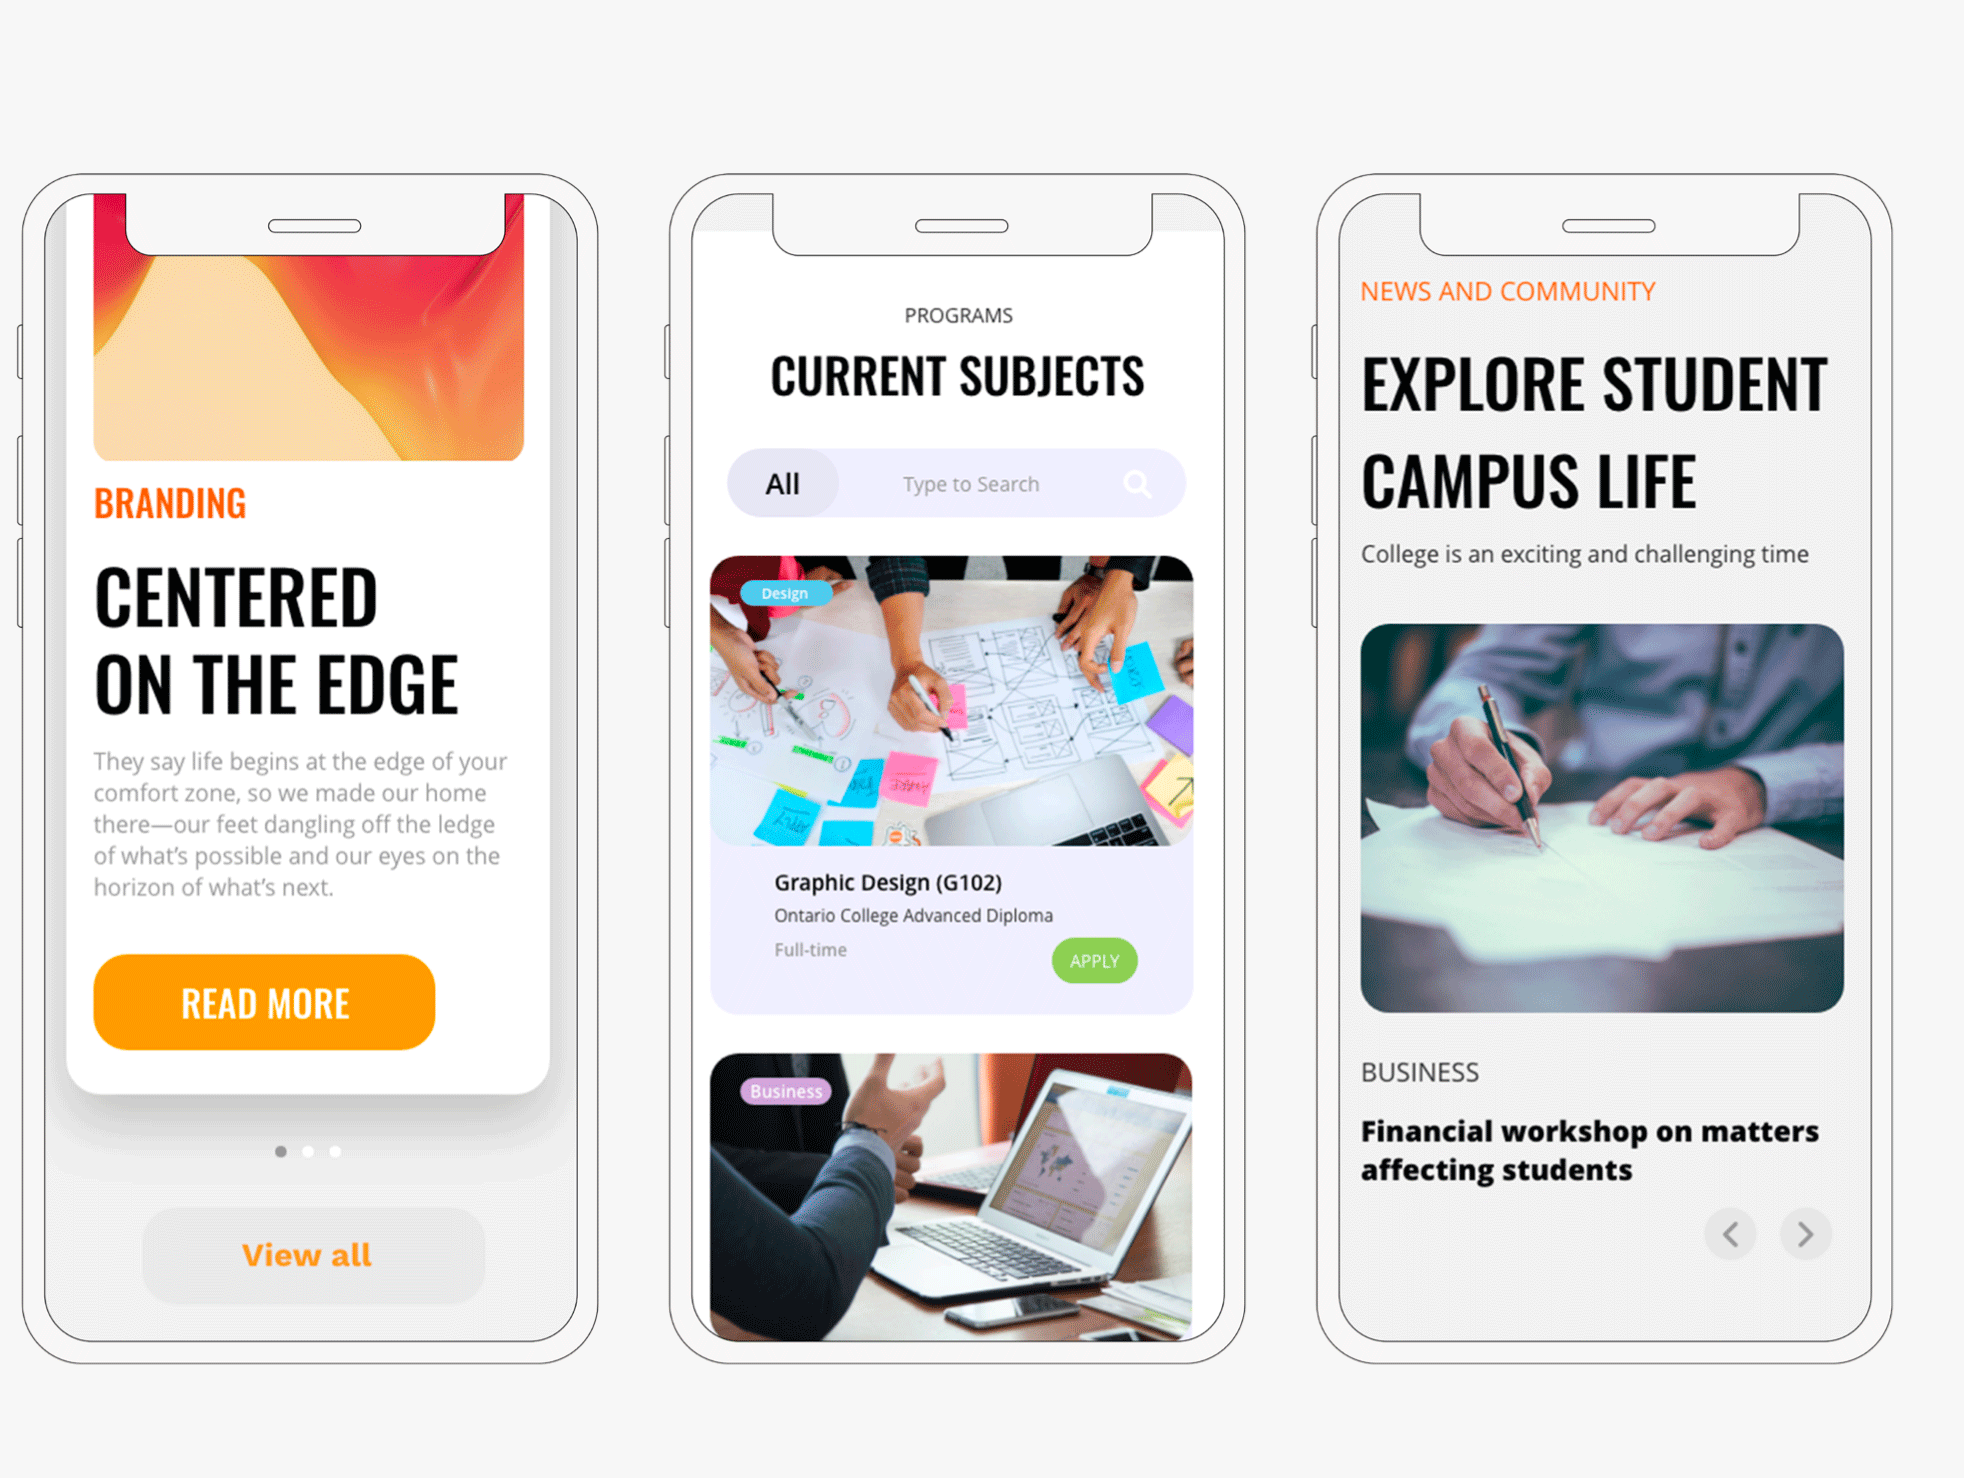 BRANDING
CENTERED
ON THE EDGE
They say life begins at the edge of your
comfort zone, so we made our home
there—our feet dangling off the ledge
of what's possible and our eyes on the
horizon of what's next.
READ MORE
View all
PROGRAMS
CURRENT SUBJECTS
All
Type to Search
Design
APPLY
Graphic Design (G102)
Ontario College Advanced Diploma
Full-time
APPLY
Business
NEWS AND COMMUNITY
EXPLORE STUDENT
CAMPUS LIFE
College is an exciting and challenging time
BUSINESS
Financial workshop on matters
affecting students